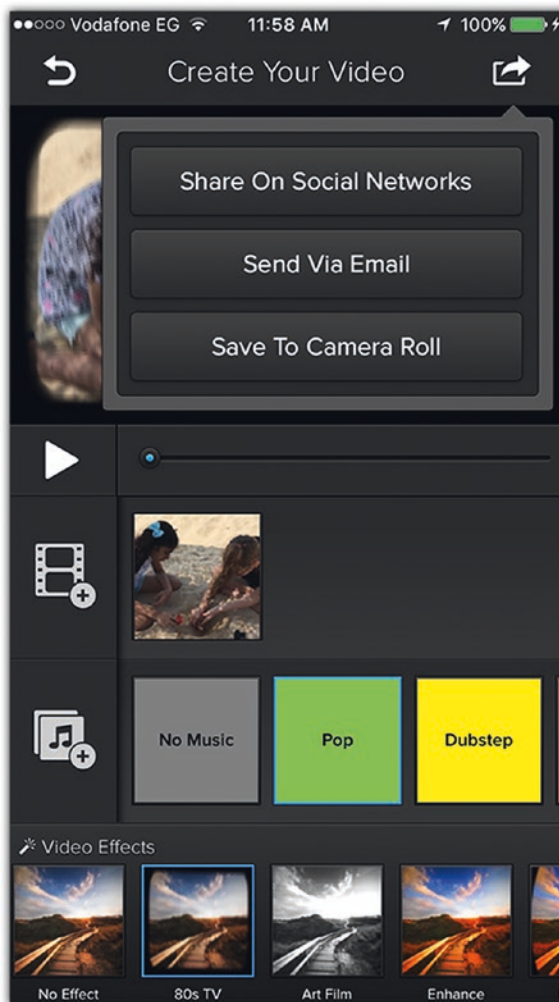 Vodafone EG 11:58 AM 100%
Create Your Video
Share On Social Networks
Send Via Email
Save To Camera Roll
No Music Pop Dubstep
Video Effects
No Effect 80s TV Art Film Enhance